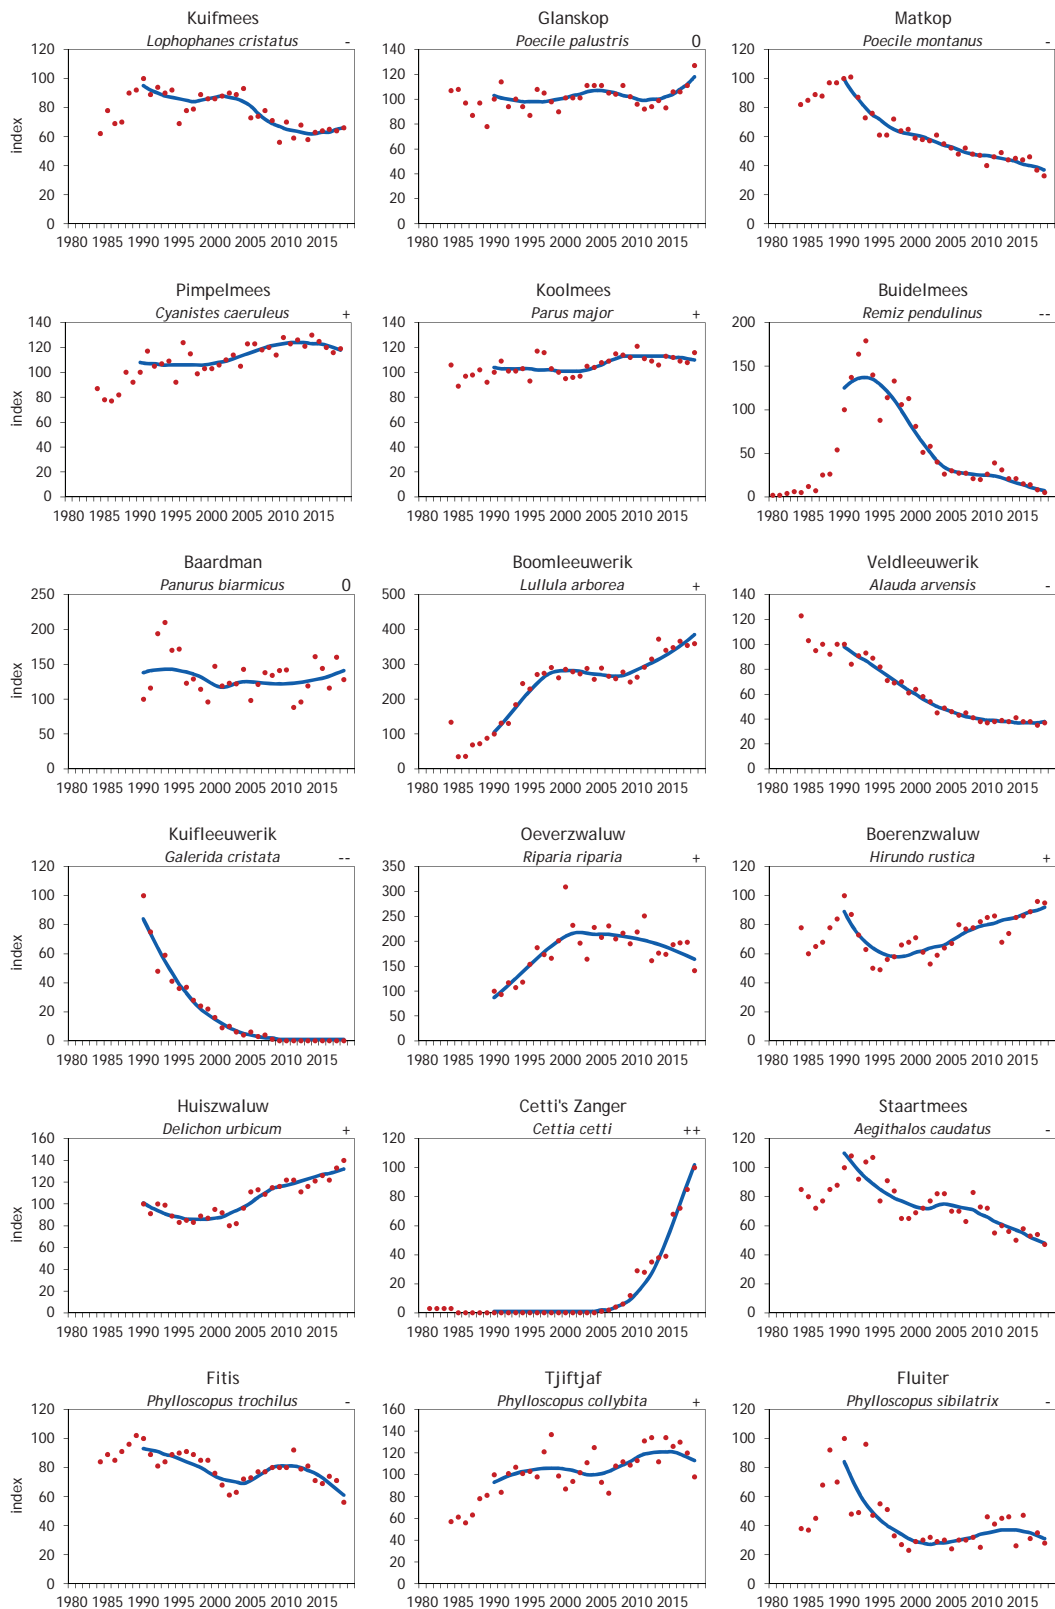 Kuifmees
Lophophanes cristatus -
120
100
80
60
40
20
0
index
1980 1985 1990 1995 2000 2005 2010 2015
Glanskop
Poecile palustris 0
140
120
100
80
60
40
20
0
1980 1985 1990 1995 2000 2005 2010 2015
Matkop
Poecile montanus -
120
100
80
60
40
20
0
1980 1985 1990 1995 2000 2005 2010 2015
Pimpelmees
Cyanistes caeruleus +
140
120
100
80
60
40
20
0
index
1980 1985 1990 1995 2000 2005 2010 2015
Koolmees
Parus major +
140
120
100
80
60
40
20
0
1980 1985 1990 1995 2000 2005 2010 2015
Buidelmees
Remiz pendulinus --
200
150
100
50
0
1980 1985 1990 1995 2000 2005 2010 2015
Baardman
Panurus biarmicus 0
250
200
150
100
50
0
index
1980 1985 1990 1995 2000 2005 2010 2015
Boomleeuwerik
Lullula arborea +
500
400
300
200
100
0
1980 1985 1990 1995 2000 2005 2010 2015
Veldleeuwerik
Alauda arvensis -
140
120
100
80
60
40
20
0
1980 1985 1990 1995 2000 2005 2010 2015
Kuifleeuwerik
Galerida cristata --
120
100
80
60
40
20
0
index
1980 1985 1990 1995 2000 2005 2010 2015
Oeverzwaluw
Riparia riparia +
350
300
250
200
150
100
50
0
1980 1985 1990 1995 2000 2005 2010 2015
Boerenzwaluw
Hirundo rustica +
120
100
80
60
40
20
0
1980 1985 1990 1995 2000 2005 2010 2015
Huiszwaluw
Delichon urbicum +
160
140
120
100
80
60
40
20
0
index
1980 1985 1990 1995 2000 2005 2010 2015
Cetti's Zanger
Cettia cetti ++
120
100
80
60
40
20
0
1980 1985 1990 1995 2000 2005 2010 2015
Staartmees
Aegithalos caudatus -
120
100
80
60
40
20
0
1980 1985 1990 1995 2000 2005 2010 2015
Fitis
Phylloscopus trochilus -
120
100
80
60
40
20
0
index
1980 1985 1990 1995 2000 2005 2010 2015
Tjiftjaf
Phylloscopus collybita +
160
140
120
100
80
60
40
20
0
1980 1985 1990 1995 2000 2005 2010 2015
Fluiter
Phylloscopus sibilatrix -
120
100
80
60
40
20
0
1980 1985 1990 1995 2000 2005 2010 2015